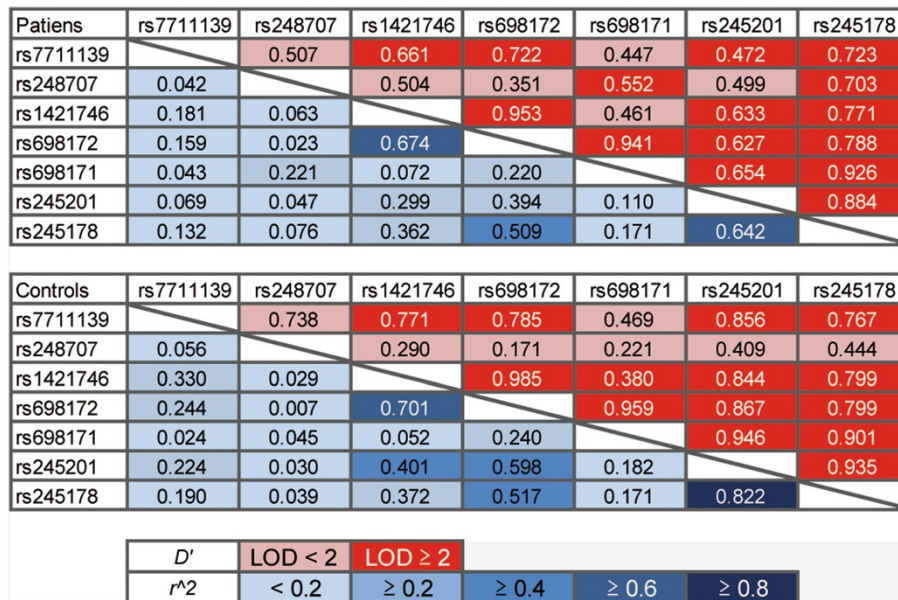 Patiens rs7711139 rs248707 rs1421746 rs698172 rs698171 rs245201 rs245178
rs7711139 0.507 0.661 0.722 0.447 0.472 0.723
rs248707 0.042 0.504 0.351 0.552 0.499 0.703
rs1421746 0.181 0.063 0.953 0.461 0.633 0.771
rs698172 0.159 0.023 0.674 0.941 0.627 0.788
rs698171 0.043 0.221 0.072 0.220 0.654 0.926
rs245201 0.069 0.047 0.299 0.394 0.110 0.884
rs245178 0.132 0.076 0.362 0.509 0.171 0.642
Controls rs7711139 rs248707 rs1421746 rs698172 rs698171 rs245201 rs245178
rs7711139 0.738 0.771 0.785 0.469 0.856 0.767
rs248707 0.056 0.290 0.171 0.221 0.409 0.444
rs1421746 0.330 0.029 0.985 0.380 0.844 0.799
rs698172 0.244 0.007 0.701 0.959 0.867 0.799
rs698171 0.024 0.045 0.052 0.240 0.946 0.901
rs245201 0.224 0.030 0.401 0.598 0.182 0.935
rs245178 0.190 0.039 0.372 0.517 0.171 0.822
D' LOD < 2 LOD ≥ 2
r^2 < 0.2 ≥ 0.2 ≥ 0.4 ≥ 0.6 ≥ 0.8